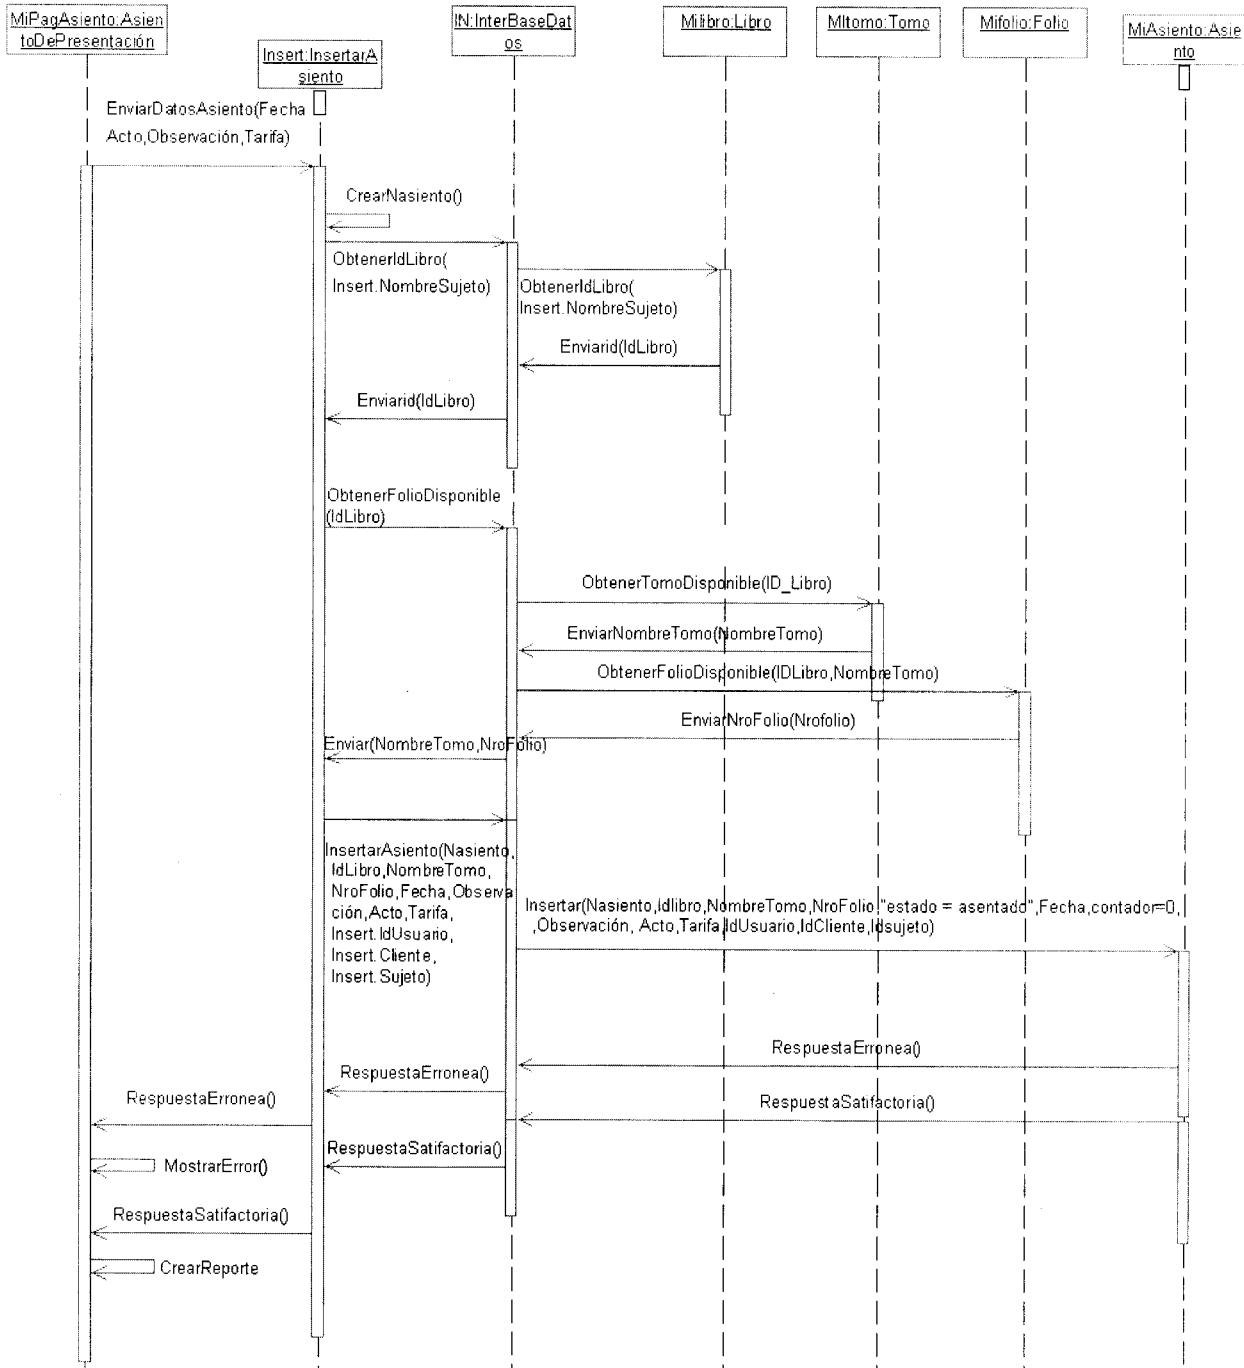 MiPagAsiento:Asien
toDePresentación
Insert:InsertarA
siento
IN:InterBaseDat
os
Milibro:Libro
MItomo:Tomo
Mifolio:Folio
MiAsiento:Asie
nto
EnviarDatosAsiento(Fecha
Acto,Observación,Tarifa)
CrearNasiento()
ObtenerIdLibro(
Insert.NombreSujeto)
ObtenerIdLibro(
Insert.NombreSujeto)
Enviarid(IdLibro)
Enviarid(IdLibro)
ObtenerFolioDisponible
(IdLibro)
ObtenerTomoDisponible(ID_Libro)
EnviarNombreTomo(NombreTomo)
ObtenerFolioDisponible(IDLibro,NombreTomo)
EnviarNroFolio(Nrofolio)
Enviar(NombreTomo,NroFolio)
InsertarAsiento(Nasiento,
IdLibro,NombreTomo,
NroFolio,Fecha,Observa
ción,Acto,Tarifa,
Insert.IdUsuario,
Insert.Cliente,
Insert.Sujeto)
Insertar(Nasiento,Idlibro,NombreTomo,NroFolio,"estado = asentado",Fecha,contador=0,
,Observación, Acto,Tarifa,IdUsuario,IdCliente,Idsujeto)
RespuestaErronea()
RespuestaErronea()
RespuestaErronea()
RespuestaSatifactoria()
RespuestaSatifactoria()
MostrarError()
RespuestaSatifactoria()
CrearReporte